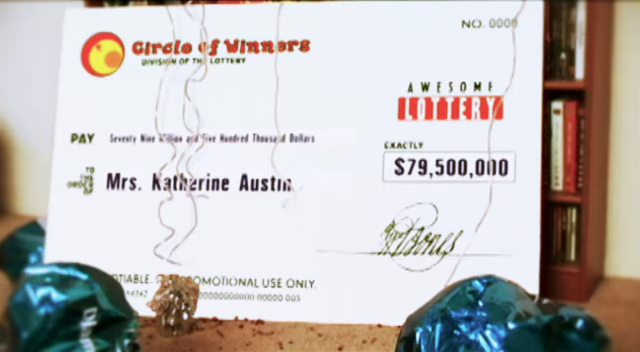 NO. 0000
Circle of Winners
DIVISION OF THE LOTTERY
AWESOME
LOTTERY
PAY Seventy Nine Million and Five Hundred Thousand Dollars
EXACTLY
$79,500,000
TO THE ORDER OF Mrs. Katherine Austin
PROMOTIONAL USE ONLY.